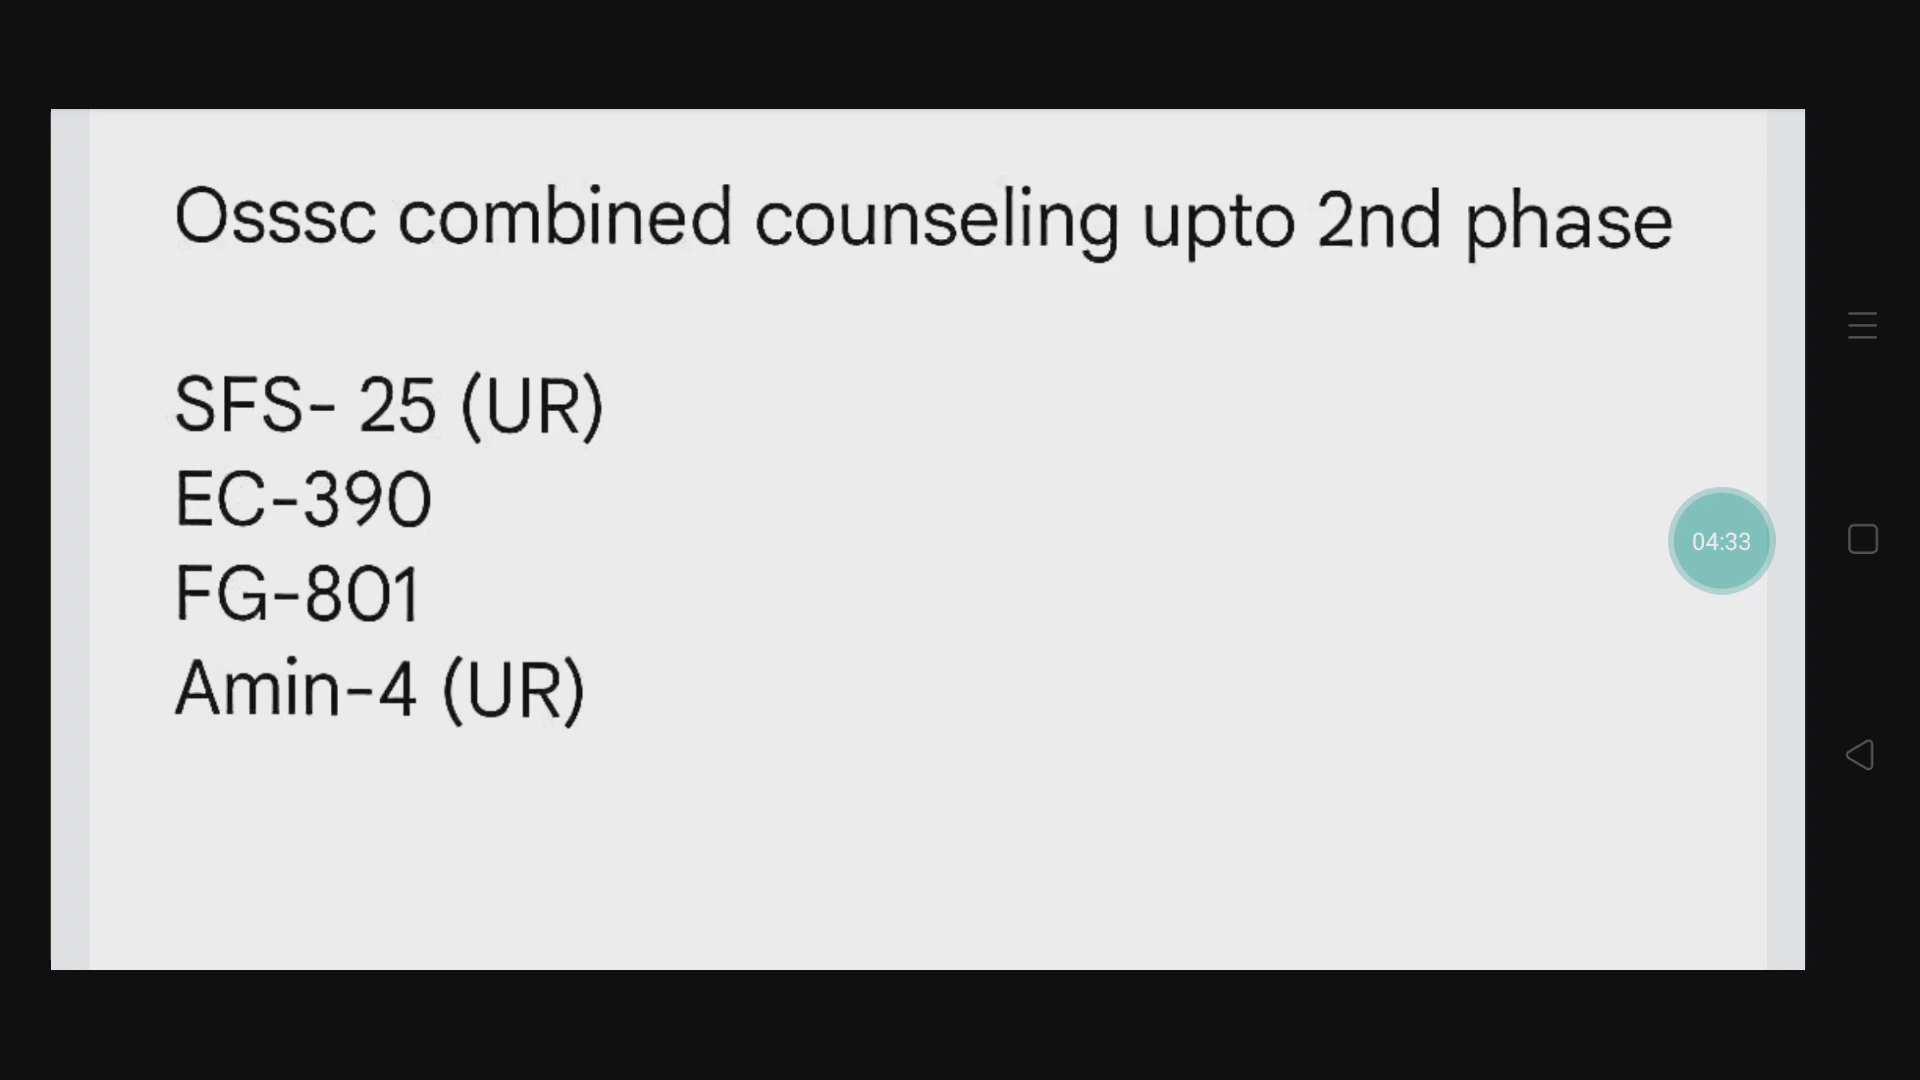 Osssc combined counseling upto 2nd phase
SFS- 25 (UR)
EC-390
FG-801
Amin-4 (UR)
04:33